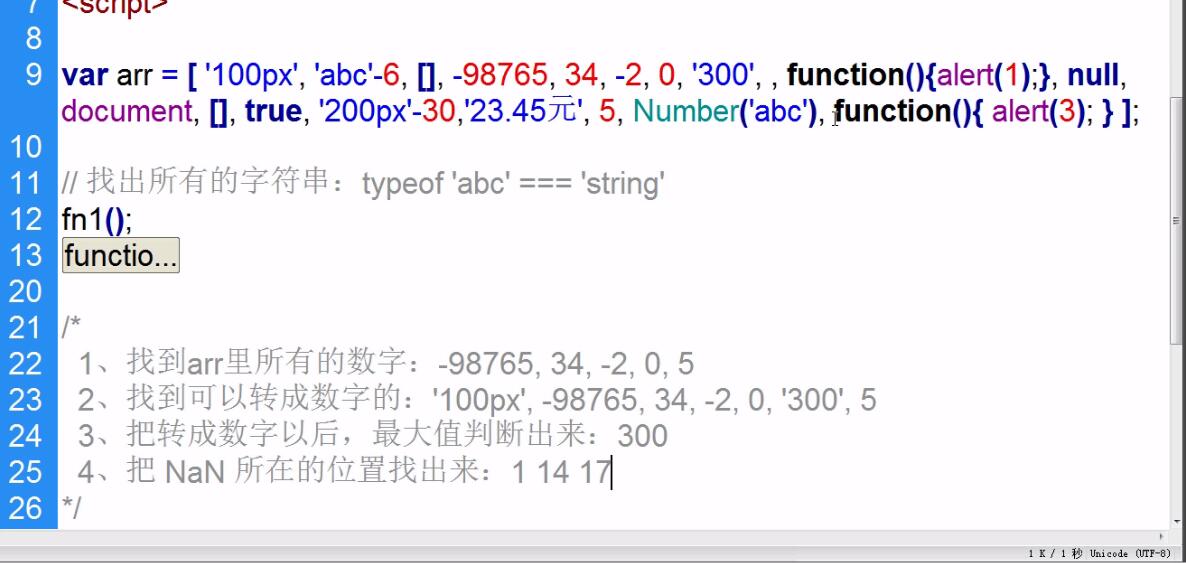 7 <script>
8
9 var arr = [ '100px', 'abc'-6, [], -98765, 34, -2, 0, '300', , function(){alert(1);}, null,
document, [], true, '200px'-30,'23.45元', 5, Number('abc'), function(){ alert(3); } ];
10
11 // 找出所有的字符串：typeof 'abc' === 'string'
12 fn1();
13 functio...
20
21 /*
22 1、找到arr里所有的数字：-98765, 34, -2, 0, 5
23 2、找到可以转成数字的：'100px', -98765, 34, -2, 0, '300', 5
24 3、把转成数字以后，最大值判断出来：300
25 4、把 NaN 所在的位置找出来：1 14 17
26 */
1 K / 1 秒 Unicode (UTF-8)